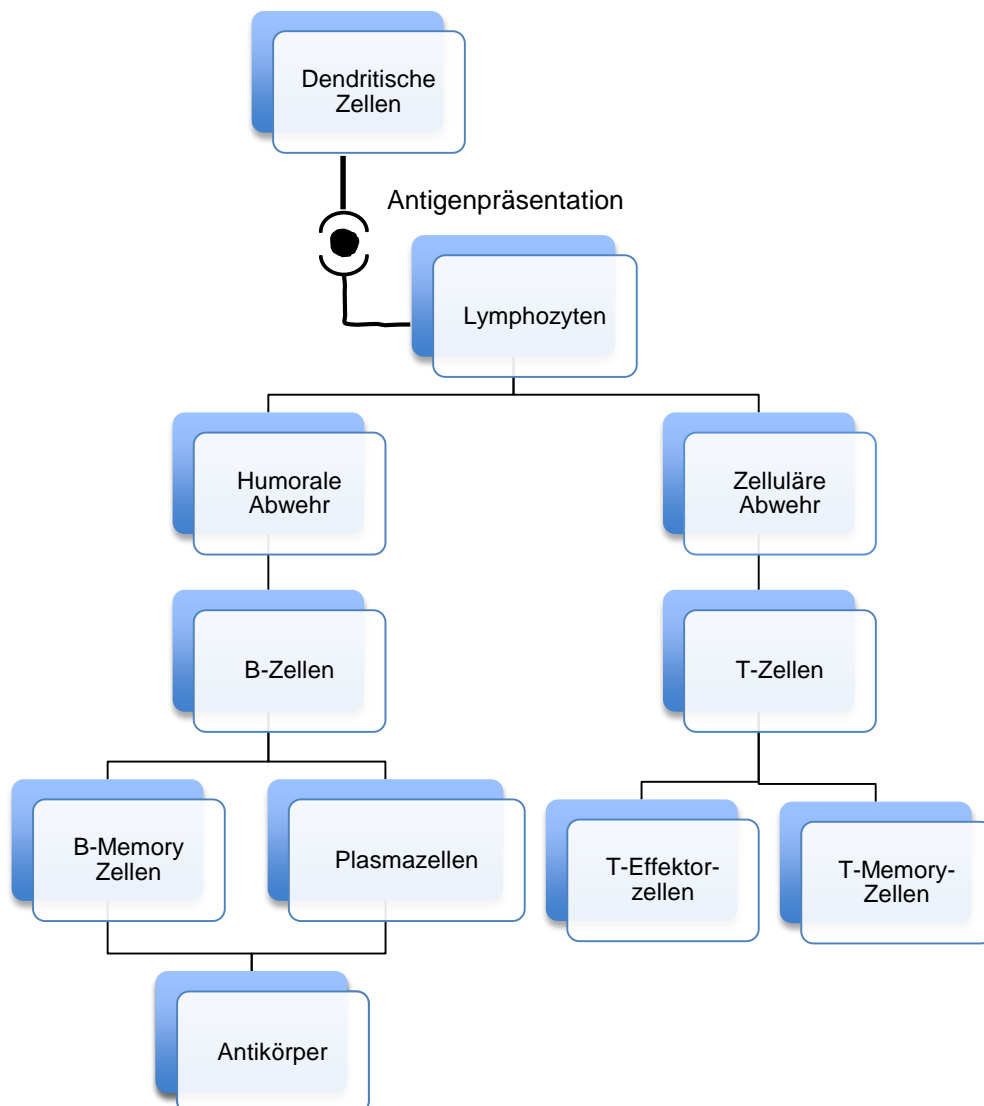 Dendritische
Zellen
Antigenpräsentation
Lymphozyten
Humorale
Abwehr
Zelluläre
Abwehr
B-Zellen
T-Zellen
B-Memory
Zellen
Plasmazellen
T-Effektor-
zellen
T-Memory-
Zellen
Antikörper